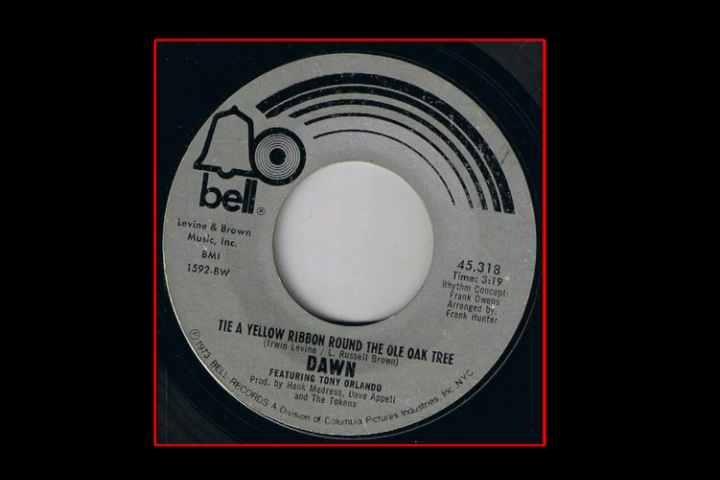 bell®
Levine & Brown
Music, Inc.
BMI
1592-BW
45.318
Time: 3:19
Rhythm Concept:
Frank Owens
Arranged by:
Frank Hunter
TIE A YELLOW RIBBON ROUND THE OLE OAK TREE
(Irwin Levine / L. Russell Brown)
DAWN
FEATURING TONY ORLANDO
Prod. by Hank Medress, Dave Appell
and The Tokens
℗ 1973 BELL RECORDS A Division of Columbia Pictures Industries, Inc. NYC